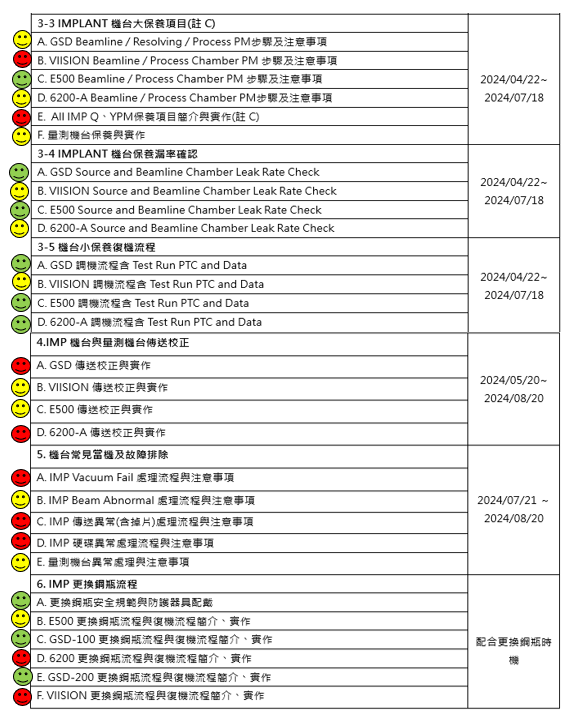 3-3 IMPLANT 機台大保養項目(註 C)
A. GSD Beamline / Resolving / Process PM步驟及注意事項
B. VIISION Beamline / Process Chamber PM 步驟及注意事項
C. E500 Beamline / Process Chamber PM 步驟及注意事項
D. 6200-A Beamline / Process Chamber PM步驟及注意事項
E. All IMP Q、YPM保養項目簡介與實作(註 C)
F. 量測機台保養與實作
2024/04/22~
2024/07/18
3-4 IMPLANT 機台保養漏率確認
A. GSD Source and Beamline Chamber Leak Rate Check
B. VIISION Source and Beamline Chamber Leak Rate Check
C. E500 Source and Beamline Chamber Leak Rate Check
D. 6200-A Source and Beamline Chamber Leak Rate Check
2024/04/22~
2024/07/18
3-5 機台小保養復機流程
A. GSD 調機流程含 Test Run PTC and Data
B. VIISION 調機流程含 Test Run PTC and Data
C. E500 調機流程含 Test Run PTC and Data
D. 6200-A 調機流程含 Test Run PTC and Data
2024/04/22~
2024/07/18
4.IMP 機台與量測機台傳送校正
A. GSD 傳送校正與實作
B. VIISION 傳送校正與實作
C. E500 傳送校正與實作
D. 6200-A 傳送校正與實作
2024/05/20~
2024/08/20
5. 機台常見當機及故障排除
A. IMP Vacuum Fail 處理流程與注意事項
B. IMP Beam Abnormal 處理流程與注意事項
C. IMP 傳送異常(含掉片)處理流程與注意事項
D. IMP 硬碟異常處理流程與注意事項
E. 量測機台異常處理與注意事項
2024/07/21 ~
2024/08/20
6. IMP 更換鋼瓶流程
A. 更換鋼瓶安全規範與防護器具配戴
B. E500 更換鋼瓶流程與復機流程簡介、實作
C. GSD-100 更換鋼瓶流程與復機流程簡介、實作
D. 6200 更換鋼瓶流程與復機流程簡介、實作
E. GSD-200 更換鋼瓶流程與復機流程簡介、實作
F. VIISION 更換鋼瓶流程與復機流程簡介、實作
配合更換鋼瓶時
機